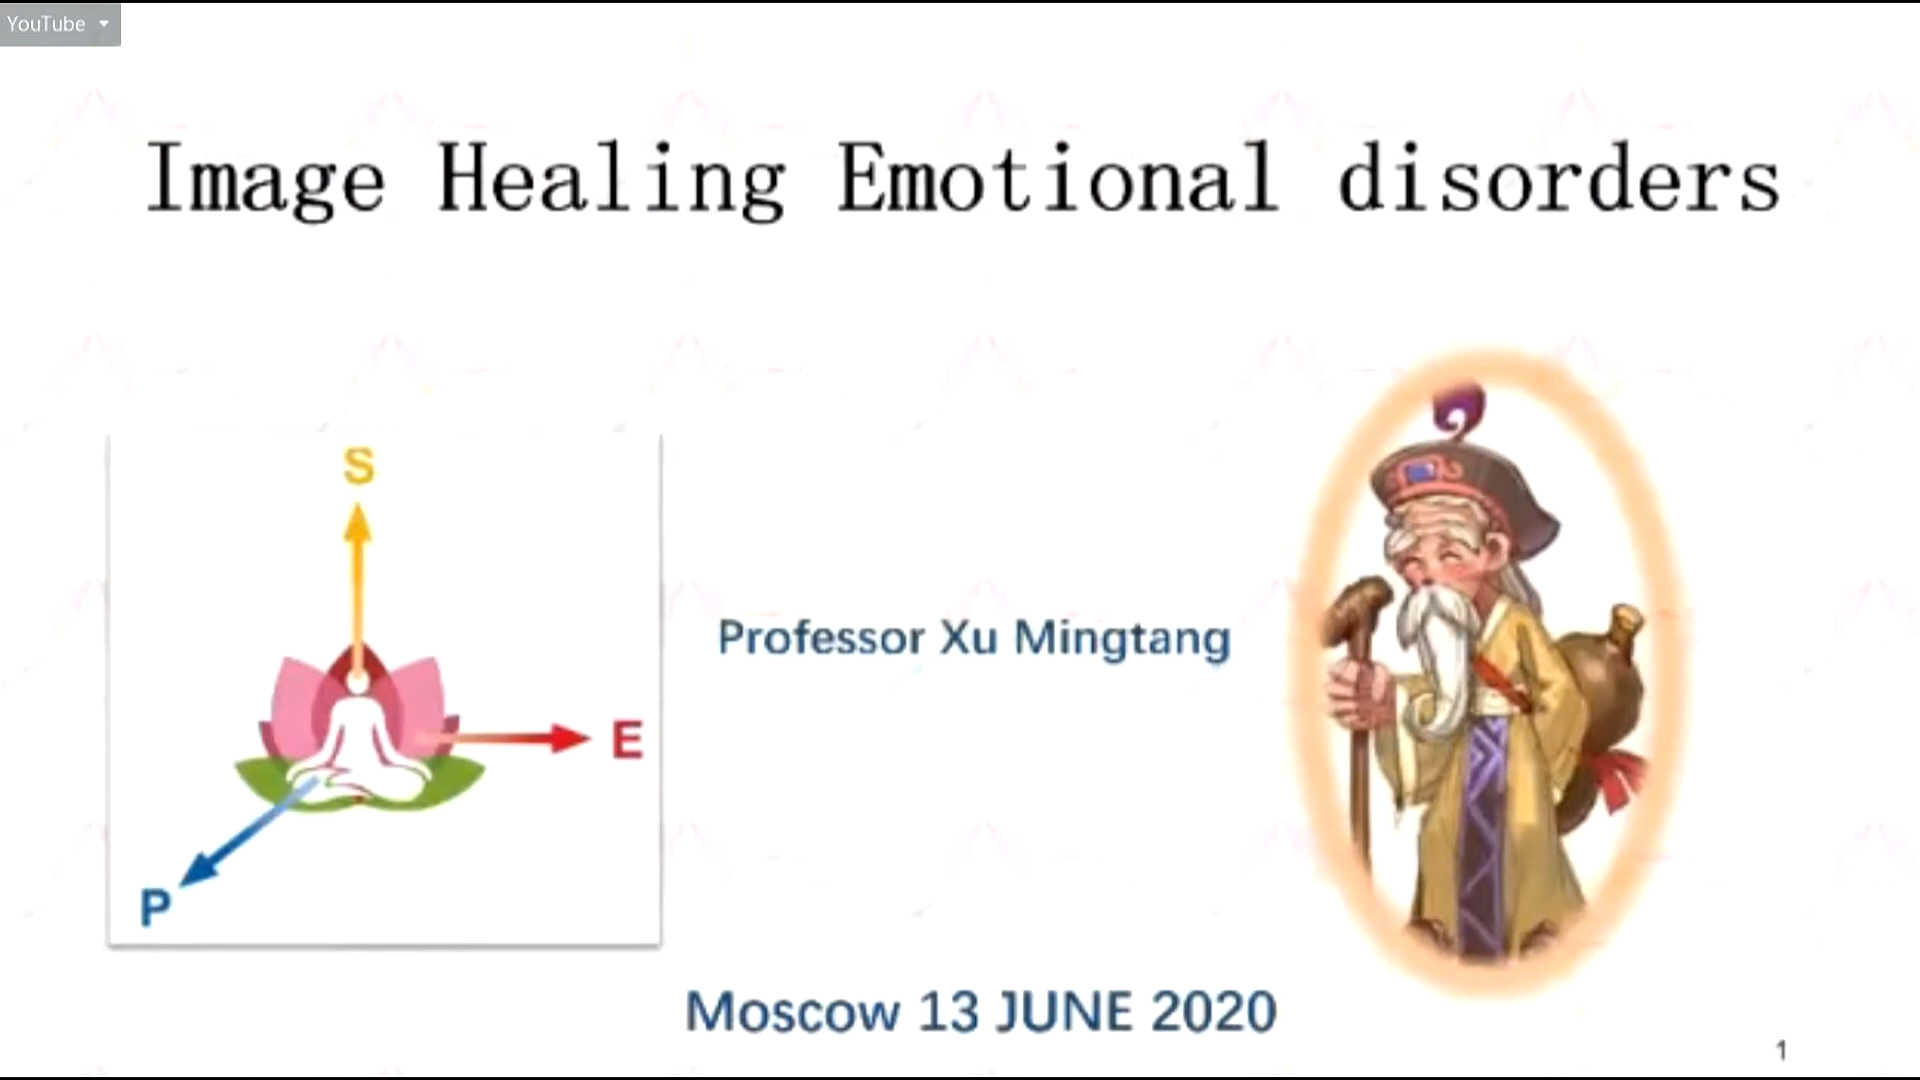 YouTube
Image Healing Emotional disorders
S
E
P
Professor Xu Mingtang
Moscow 13 JUNE 2020
1